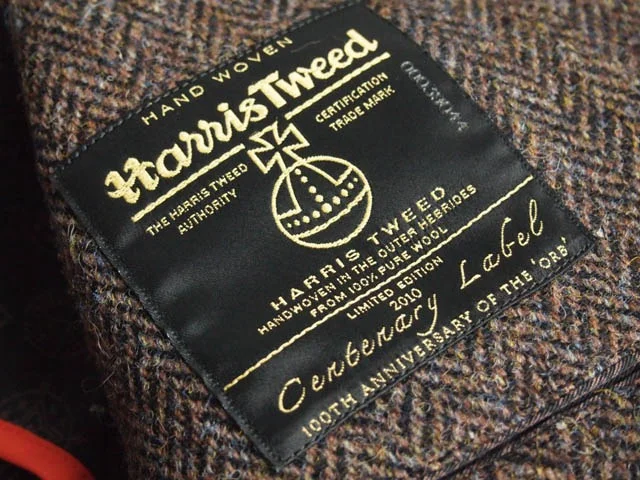 HAND WOVEN
Harris Tweed
THE HARRIS TWEED
AUTHORITY
CERTIFICATION
TRADE MARK
HARRIS TWEED
HANDWOVEN IN THE OUTER HEBRIDES
FROM 100% PURE WOOL
LIMITED EDITION
2010
Centenary Label
100TH ANNIVERSARY OF THE 'ORB'